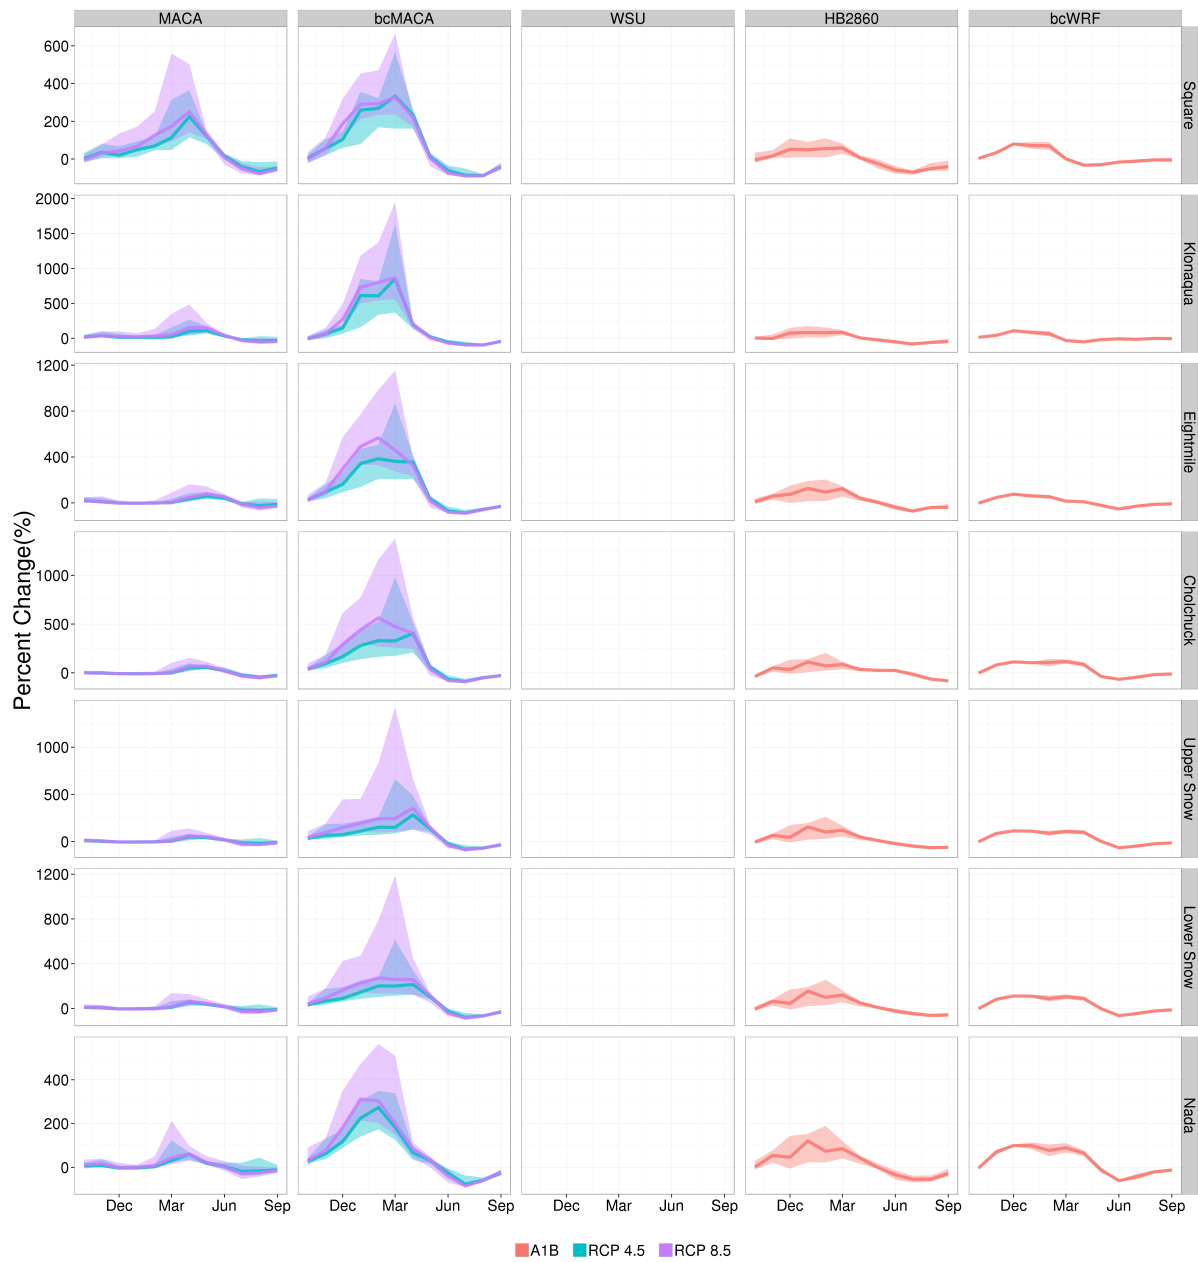 MACA bcMACA WSU HB2860 bcWRF
Percent Change(%)
600
400
200
0
Square
2000
1500
1000
500
0
Klonaqua
1200
800
400
0
Eightmile
1000
500
0
Cholchuck
1000
500
0
Upper Snow
1200
800
400
0
Lower Snow
400
200
0
Nada
Dec Mar Jun Sep Dec Mar Jun Sep Dec Mar Jun Sep Dec Mar Jun Sep Dec Mar Jun Sep
A1B RCP 4.5 RCP 8.5